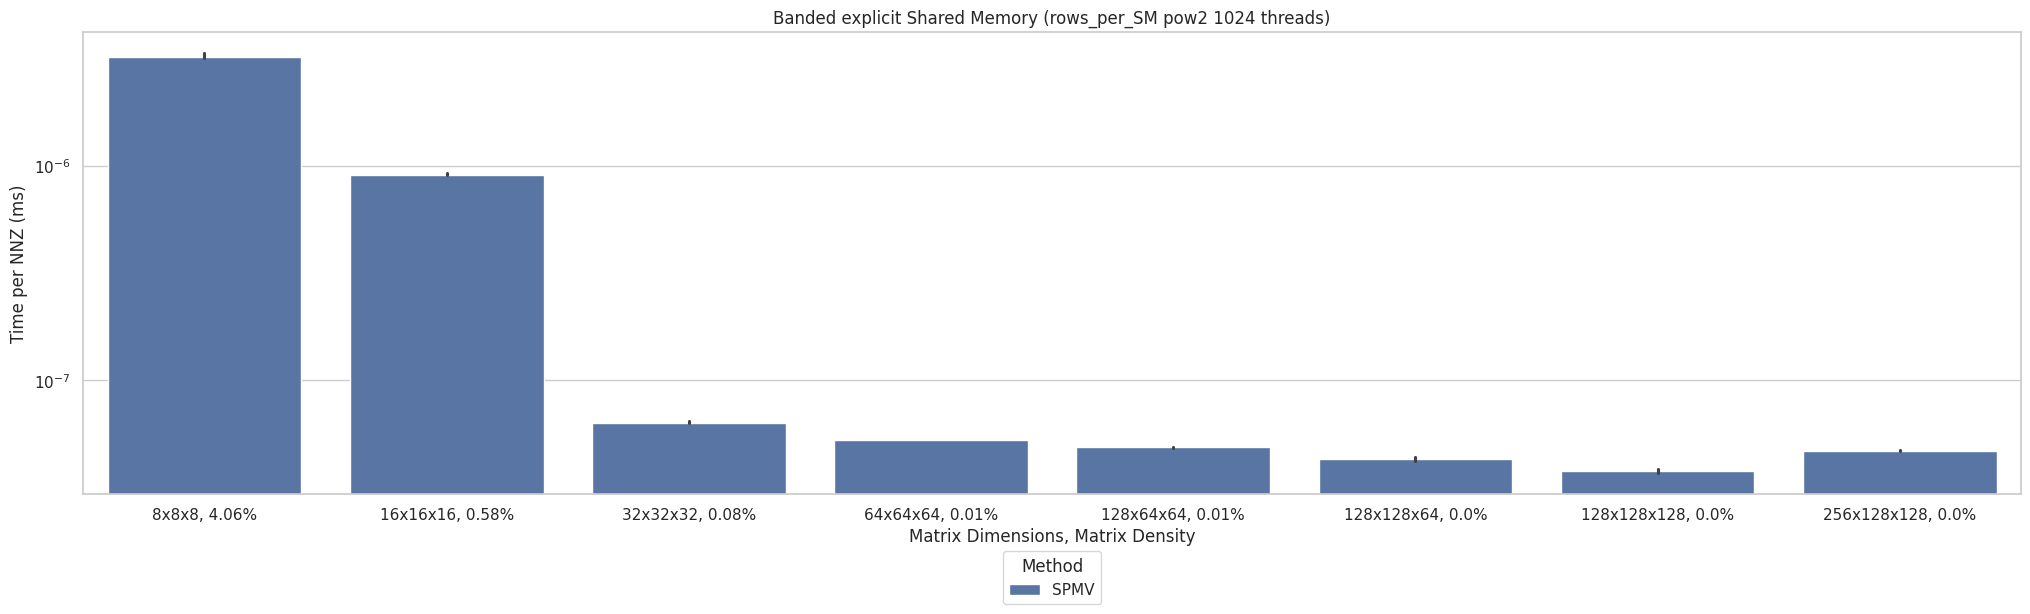 Banded explicit Shared Memory (rows_per_SM pow2 1024 threads)
Time per NNZ (ms)
10⁻⁶
10⁻⁷
8x8x8, 4.06%
16x16x16, 0.58%
32x32x32, 0.08%
64x64x64, 0.01%
128x64x64, 0.01%
128x128x64, 0.0%
128x128x128, 0.0%
256x128x128, 0.0%
Matrix Dimensions, Matrix Density
Method
SPMV